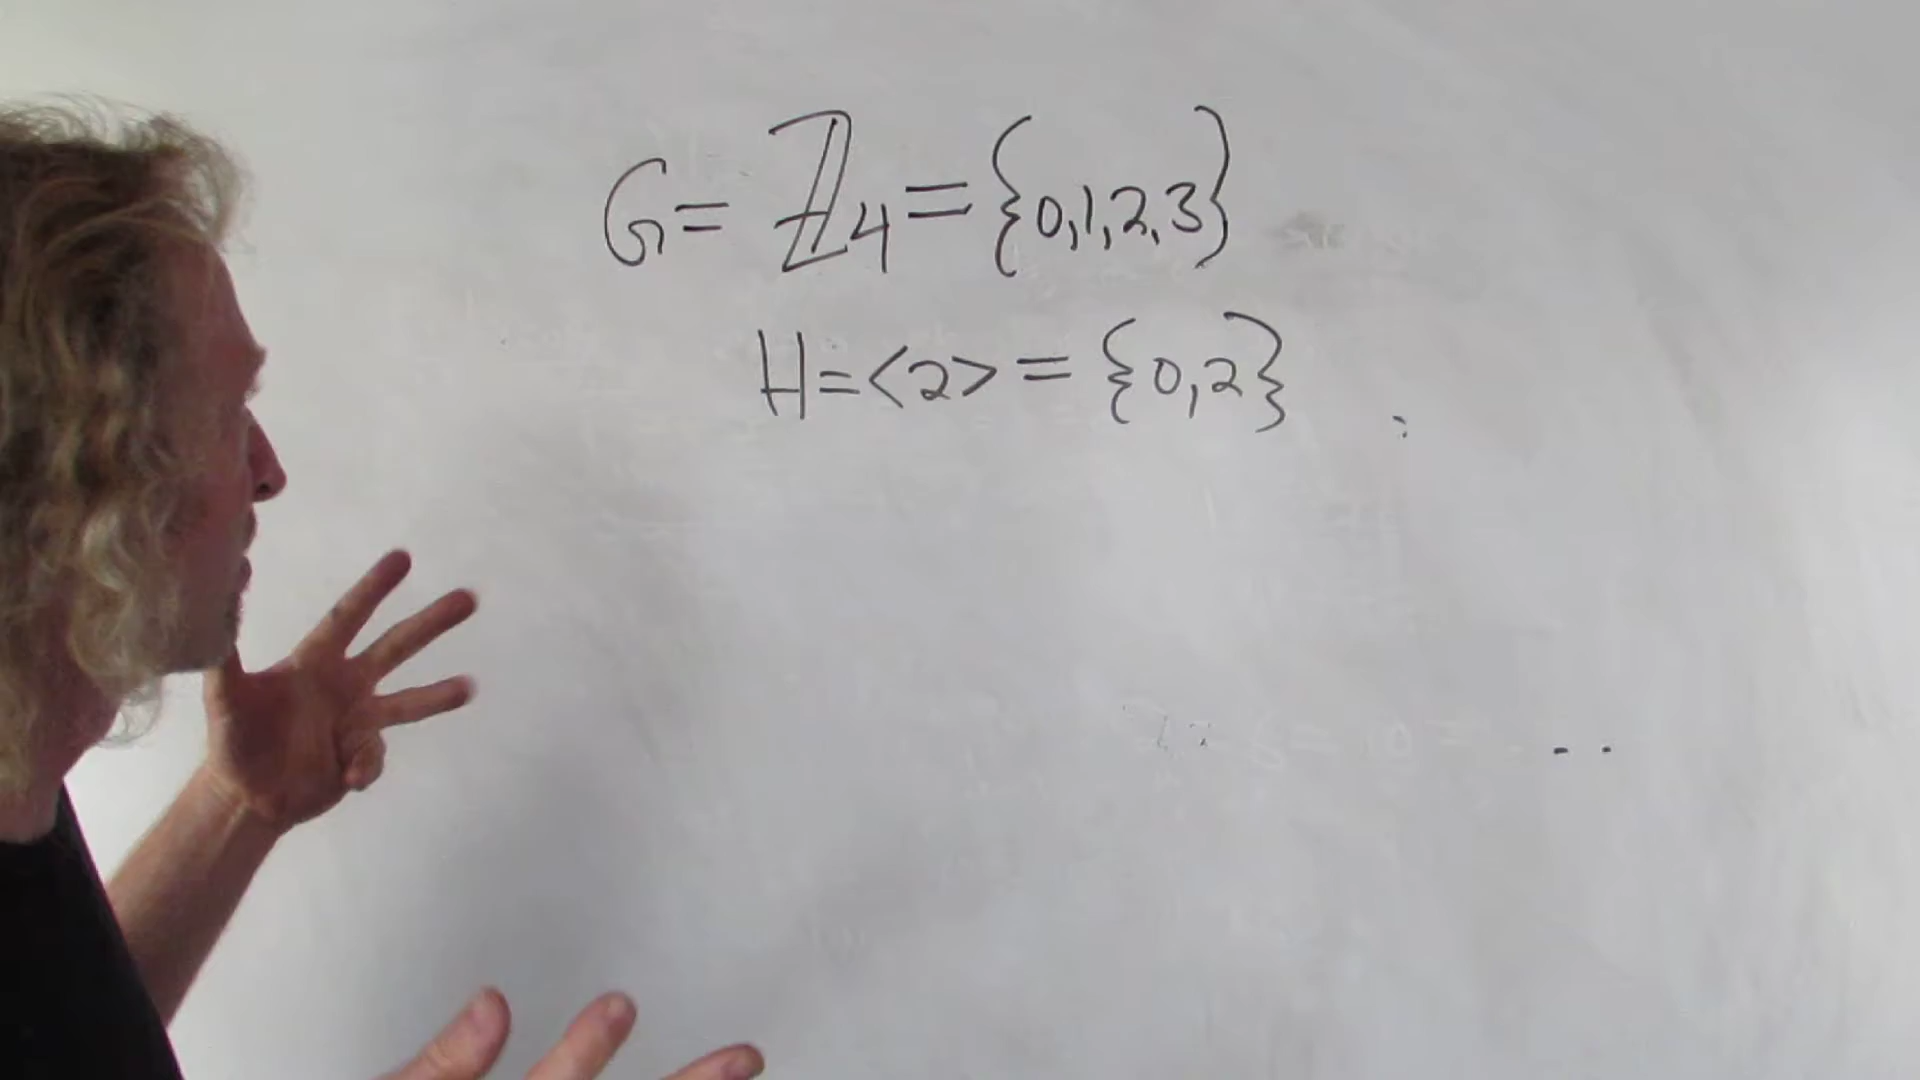 G = ℤ₄ = {0,1,2,3}
H = <2> = {0,2}